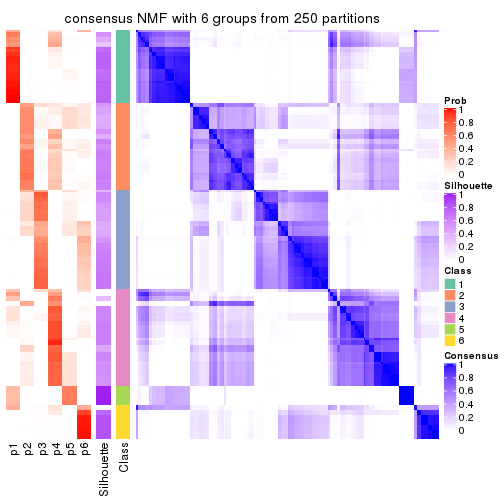 consensus NMF with 6 groups from 250 partitions
Prob
1
0.8
0.6
0.4
0.2
0
Silhouette
1
0.8
0.6
0.4
0.2
0
Class
1
2
3
4
5
6
Consensus
1
0.8
0.6
0.4
0.2
0
p1
p2
p3
p4
p5
p6
Silhouette
Class